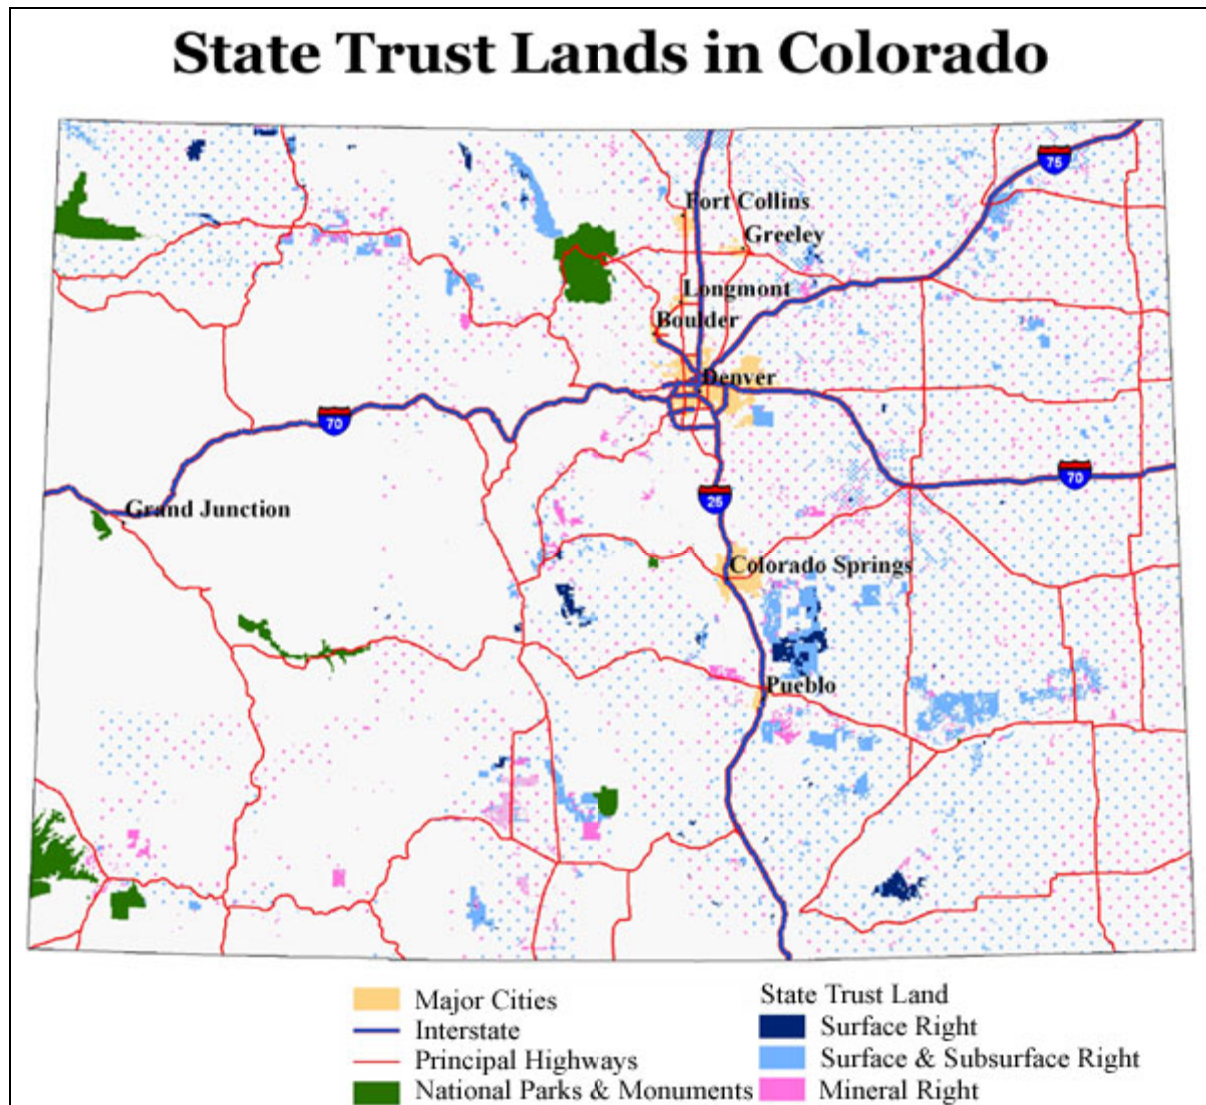 State Trust Lands in Colorado
75
Fort Collins
Greeley
Longmont
Boulder
Denver
70
70
25
Grand Junction
Colorado Springs
Pueblo
Major Cities
Interstate
Principal Highways
National Parks & Monuments
State Trust Land
Surface Right
Surface & Subsurface Right
Mineral Right